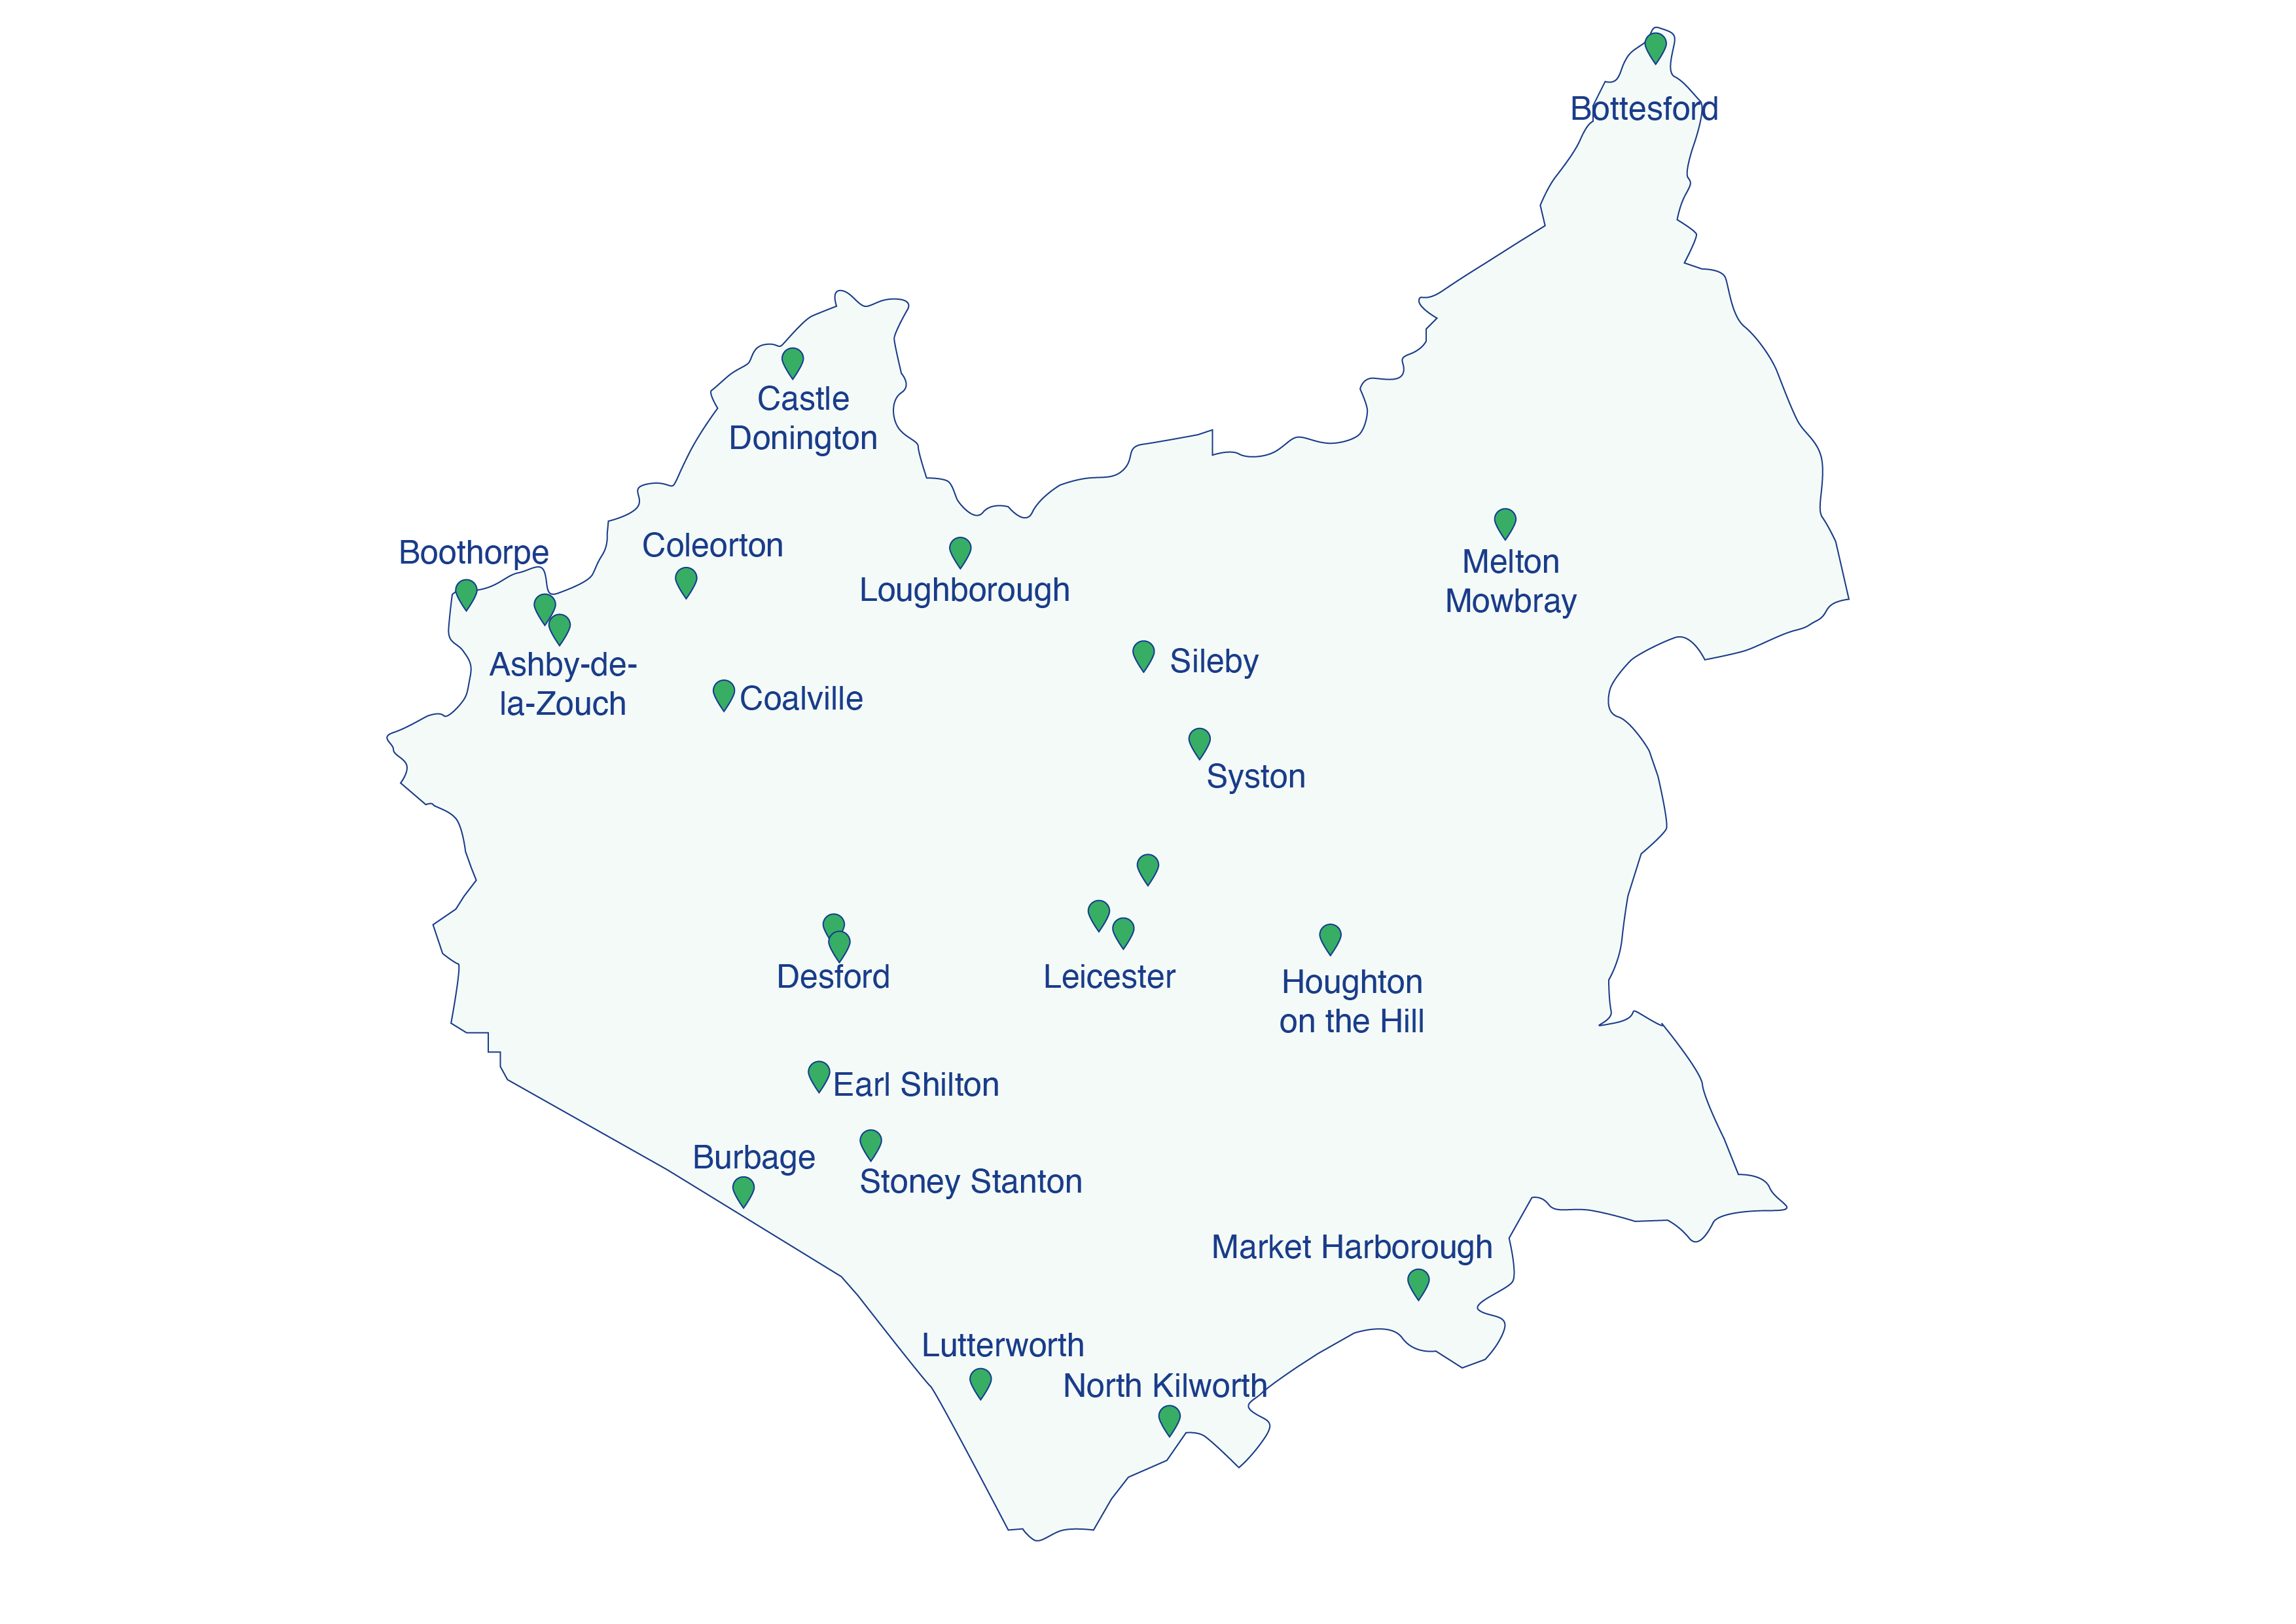 Bottesford
Castle
Donington
Boothorpe
Coleorton
Loughborough
Melton
Mowbray
Ashby-de-
la-Zouch
Coalville
Sileby
Syston
Desford
Leicester
Houghton
on the Hill
Earl Shilton
Burbage
Stoney Stanton
Market Harborough
Lutterworth
North Kilworth